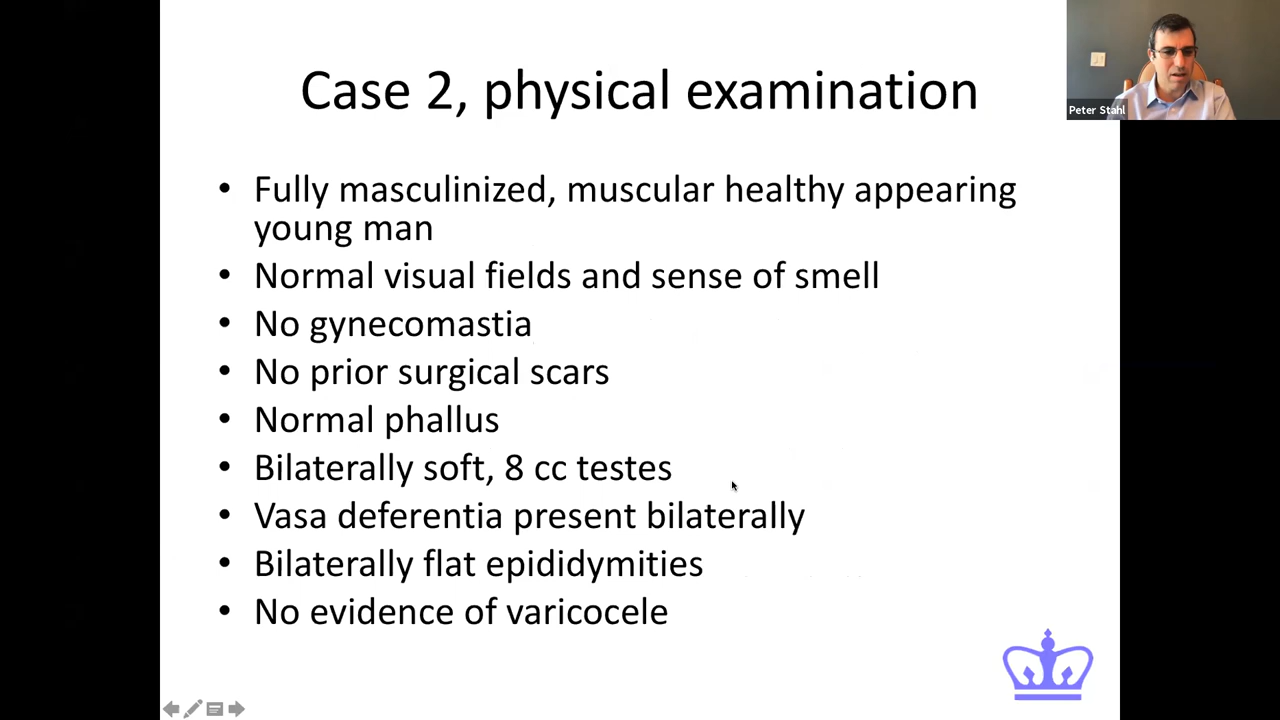 Case 2, physical examination
Peter Stahl
• Fully masculinized, muscular healthy appearing
young man
• Normal visual fields and sense of smell
• No gynecomastia
• No prior surgical scars
• Normal phallus
• Bilaterally soft, 8 cc testes
• Vasa deferentia present bilaterally
• Bilaterally flat epididymities
• No evidence of varicocele